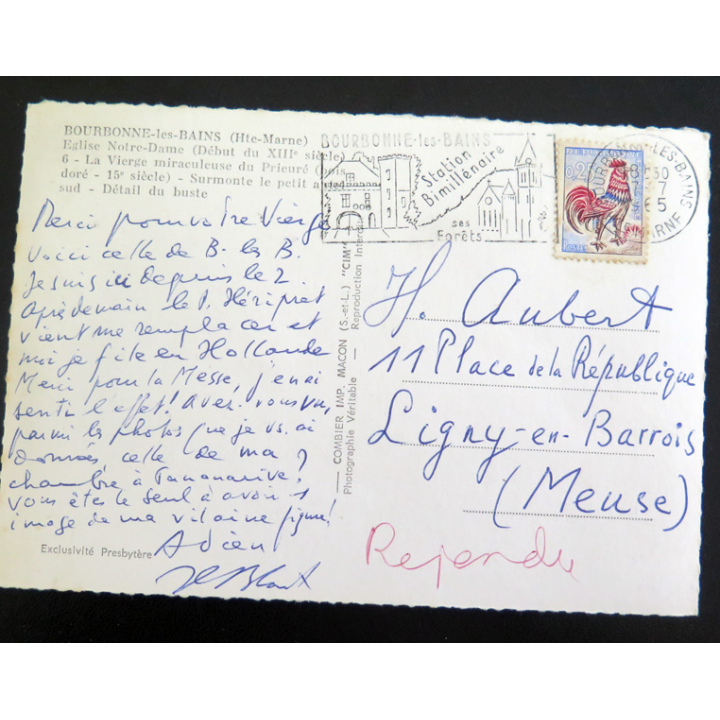 BOURBONNE-les-BAINS (Hte-Marne)
Eglise Notre-Dame (Début du XIIIe siècle)
6 - La Vierge miraculeuse du Prieuré (bois
doré - 15e siècle) - Surmonte le petit autel
sud - Détail du buste
BOURBONNE-les-BAINS
Station
Bimillénaire
ses
Forêts
Merci pour votre Vierge
voici celle de B. les B.
Je suis ici depuis le 2.
Après demain le P. Héripret
vient me remplacer et
moi je file en Hollande
Merci pour la Messe, j'en ai
senti l'effet! Avez-vous vu,
parmi les photos que je vs. ai
données celle de ma
chambre à Tananarive?
Vous êtes le seul à avoir
image de ma vilaine figure!
Adieu
Exclusivité Presbytère
COMBIER IMP. MACON (S.-et-L.) "CIM"
Photographie Véritable — Reproduction Interdi
H. Aubert
11 Place de la République
Ligny-en-Barrois
(Meuse)
Rejendu